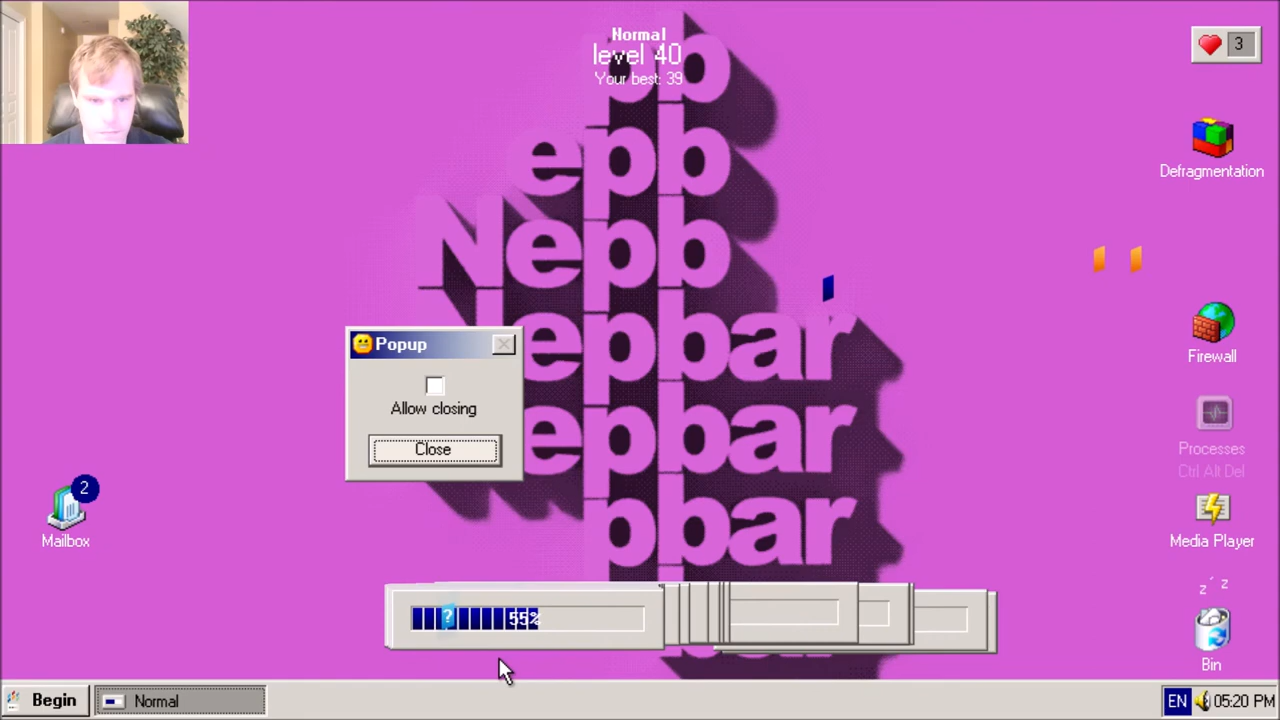 Normal
level 40
Your best: 39
3
pb
epb
Nepb
Nepbar
epbar
pbar
Defragmentation
Firewall
Popup
Allow closing
Close
Processes
Ctrl Alt Del
2
Mailbox
Media Player
z z
? 55%
Bin
Begin
Normal
EN
05:20 PM